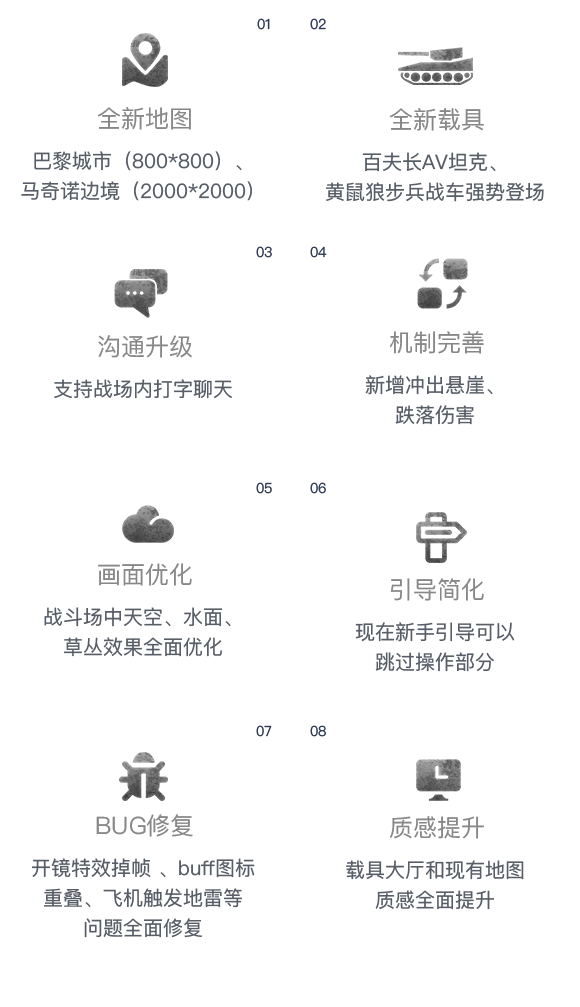 01
全新地图
巴黎城市（800*800）、
马奇诺边境（2000*2000）
02
全新载具
百夫长AV坦克、
黄鼠狼步兵战车强势登场
03
沟通升级
支持战场内打字聊天
04
机制完善
新增冲出悬崖、
跌落伤害
05
画面优化
战斗场中天空、水面、
草丛效果全面优化
06
引导简化
现在新手引导可以
跳过操作部分
07
BUG修复
开镜特效掉帧 、buff图标
重叠、飞机触发地雷等
问题全面修复
08
质感提升
载具大厅和现有地图
质感全面提升